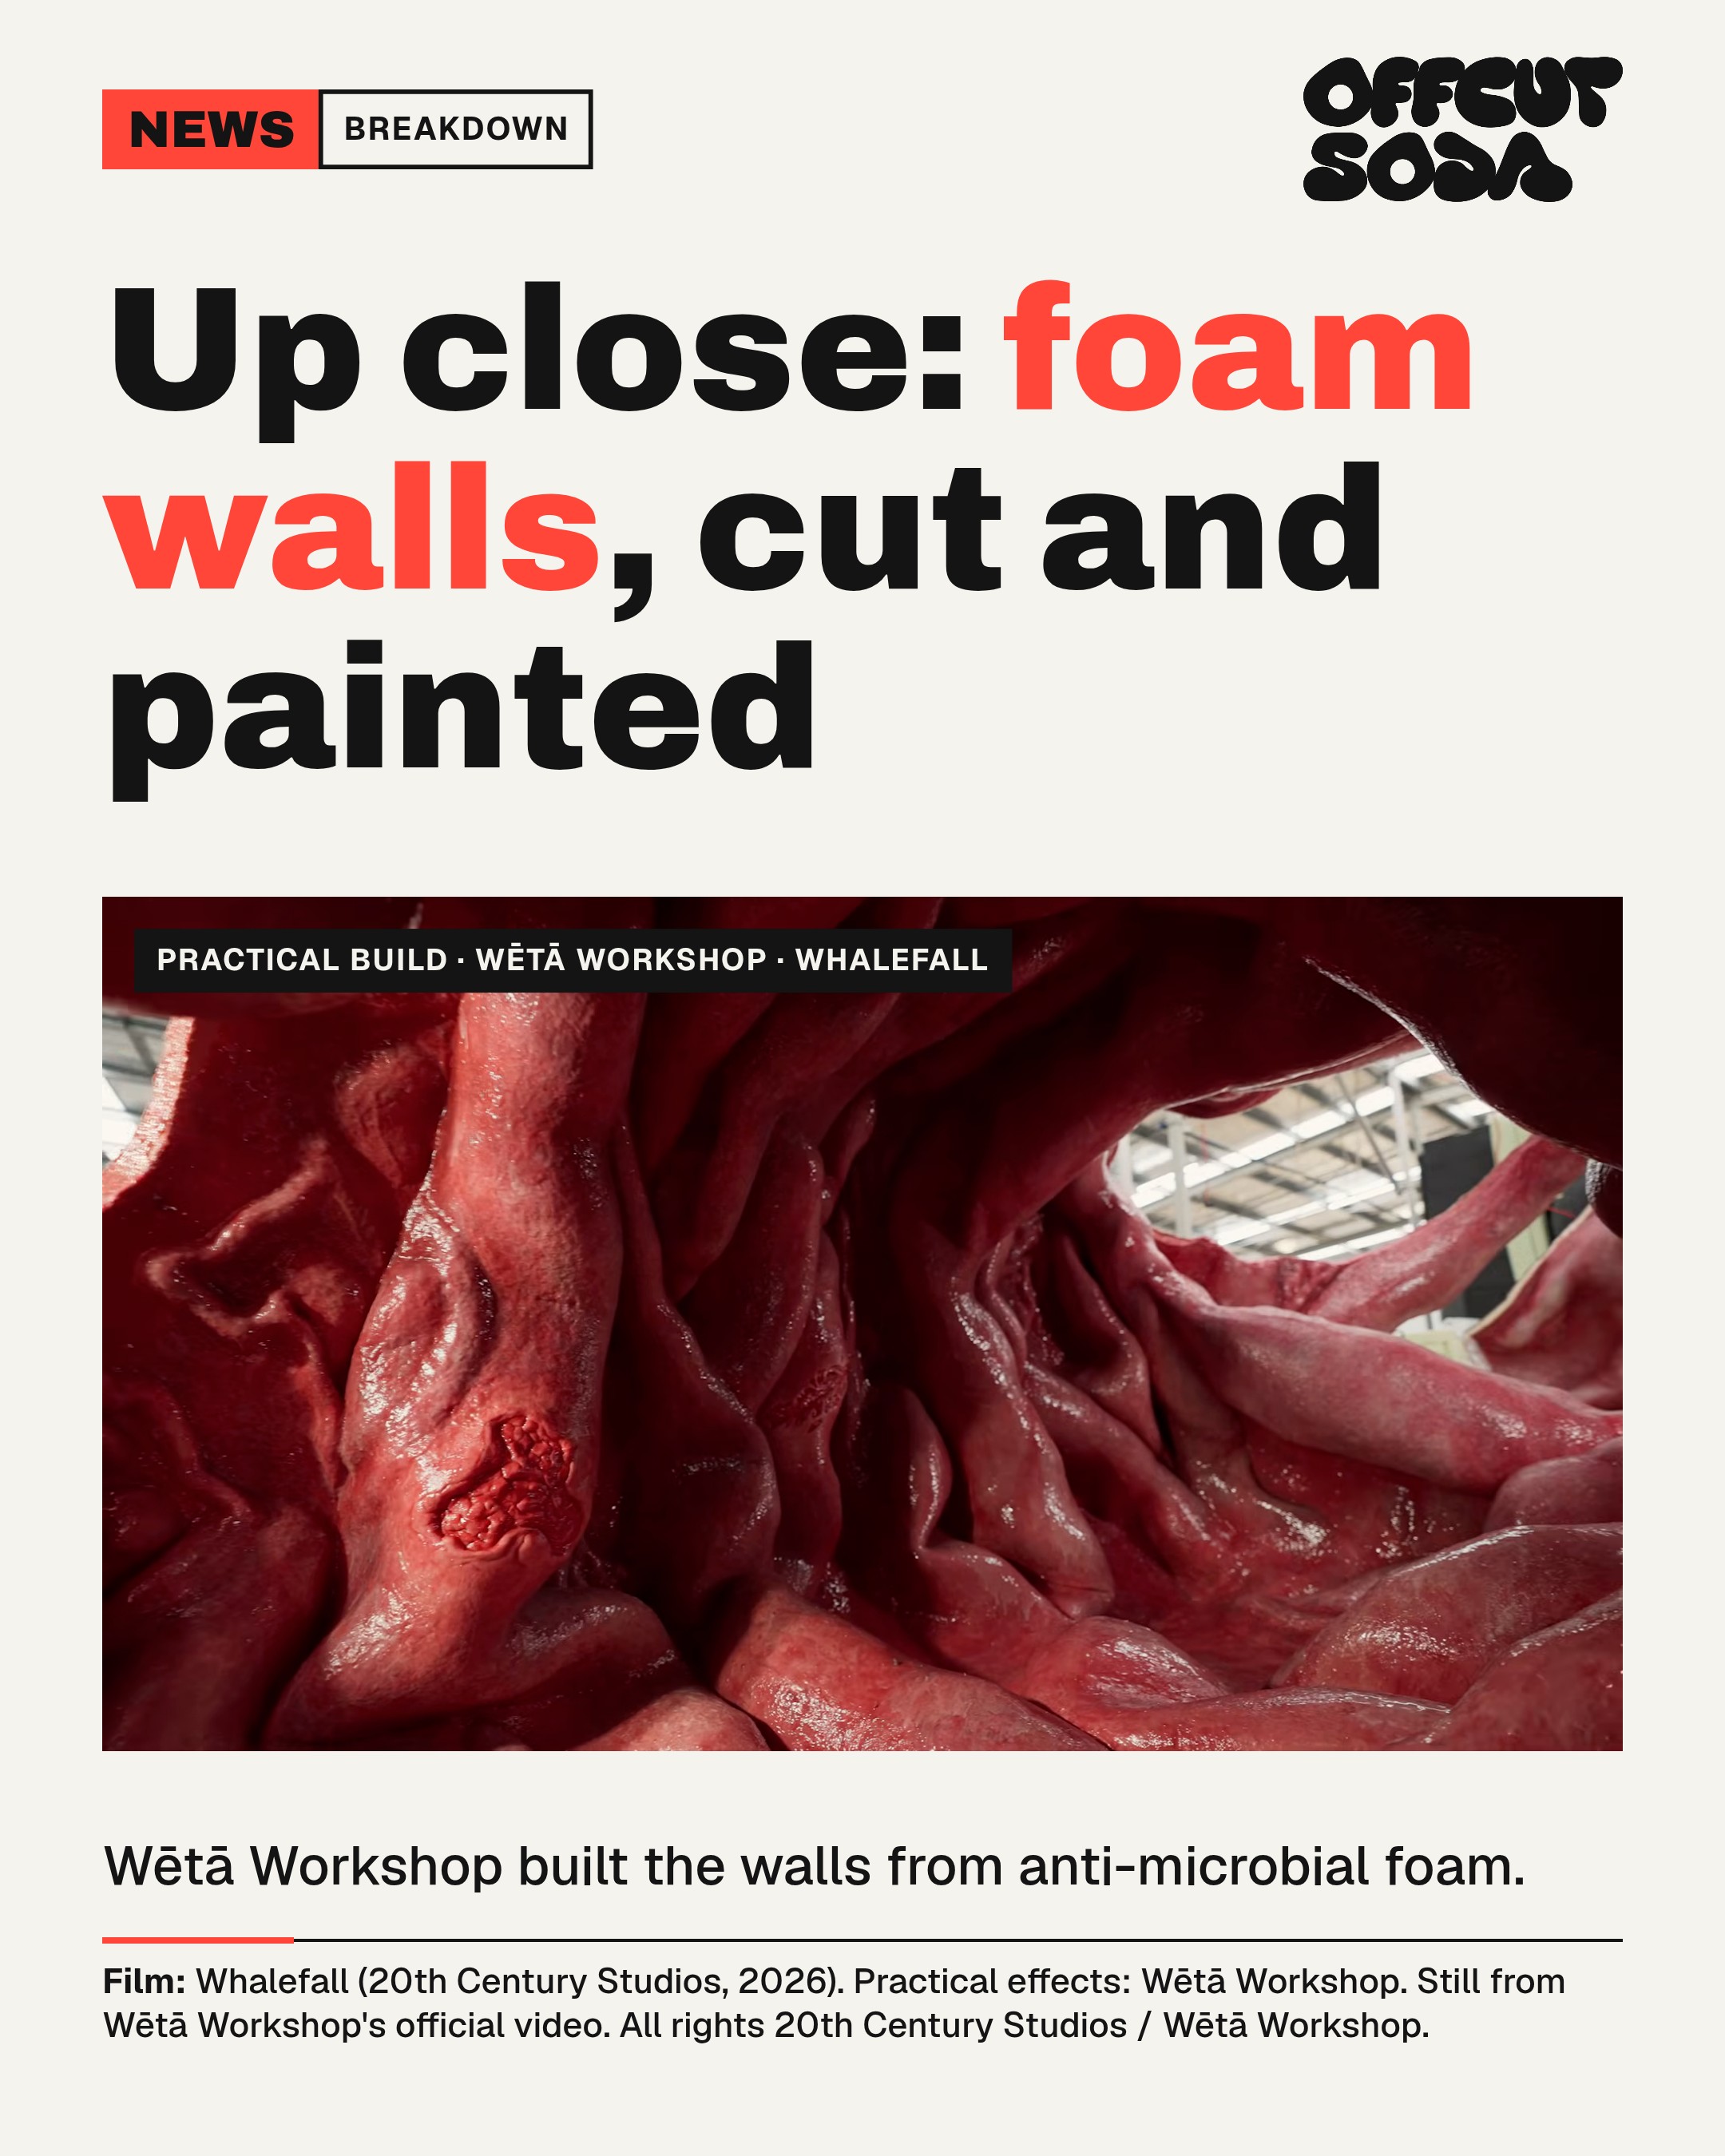 NEWS BREAKDOWN
OFFCUT
SODA
Up close: foam
walls, cut and
painted
PRACTICAL BUILD · WĒTĀ WORKSHOP · WHALEFALL
Wētā Workshop built the walls from anti-microbial foam.
Film: Whalefall (20th Century Studios, 2026). Practical effects: Wētā Workshop. Still from
Wētā Workshop's official video. All rights 20th Century Studios / Wētā Workshop.